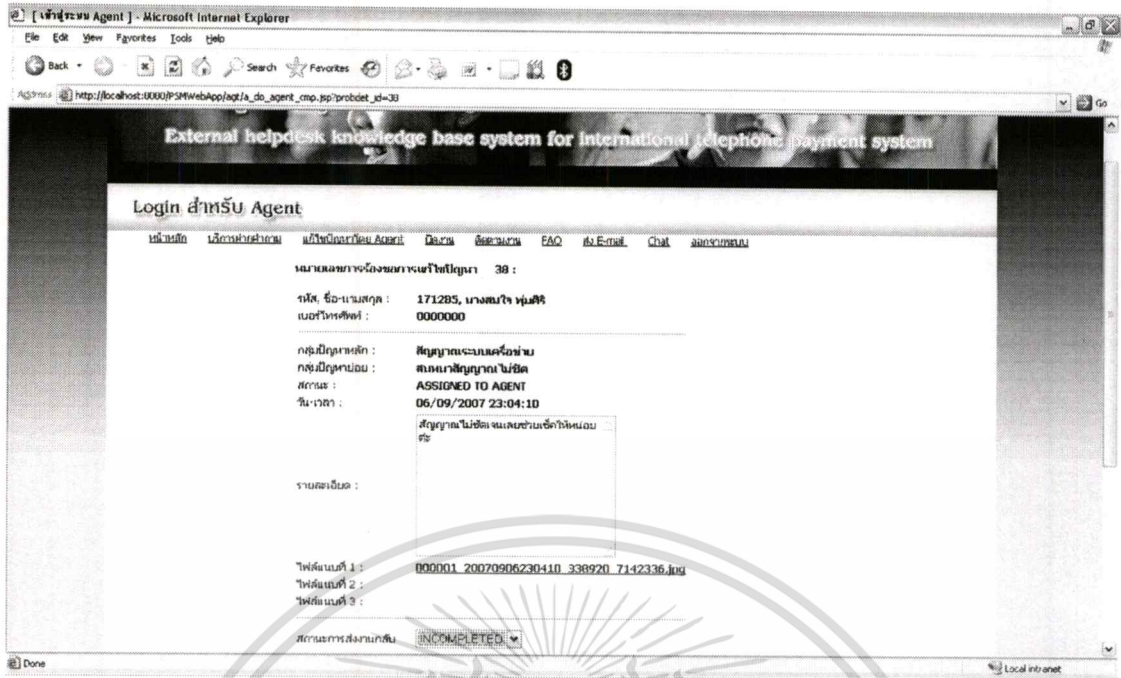 [ เข้าสู่ระบบ Agent ] - Microsoft Internet Explorer
File Edit View Favorites Tools Help
Back Search Favorites
Address http://localhost:8080/PSMWebApp/agt/a_do_agent_cmp.jsp?probdet_id=38 Go
External helpdesk knowledge base system for international telephone payment system
Login สำหรับ Agent
หน้าหลัก บริการฝากคำถาม แก้ไขปัญหาโดย Agent ปิดงาน ติดตามงาน FAQ ส่ง E-mail Chat ออกจากระบบ
หมายเลขการร้องขอการแก้ไขปัญหา 38 :
รหัส, ชื่อ-นามสกุล : 171285, นางสมใจ พุ่มศิริ
เบอร์โทรศัพท์ : 0000000
กลุ่มปัญหาหลัก : สัญญาณระบบเครือข่าย
กลุ่มปัญหาย่อย : สนทนาสัญญาณไม่ชัด
สถานะ : ASSIGNED TO AGENT
วัน-เวลา : 06/09/2007 23:04:10
สัญญาณไม่ชัดเจนเลยช่วยเช็คให้หน่อย
ค่ะ
รายละเอียด :
ไฟล์แนบที่ 1 : 000001_20070906230410_338920_7142336.jpg
ไฟล์แนบที่ 2 :
ไฟล์แนบที่ 3 :
สถานะการส่งงานกลับ INCOMPLETED
Done Local intranet